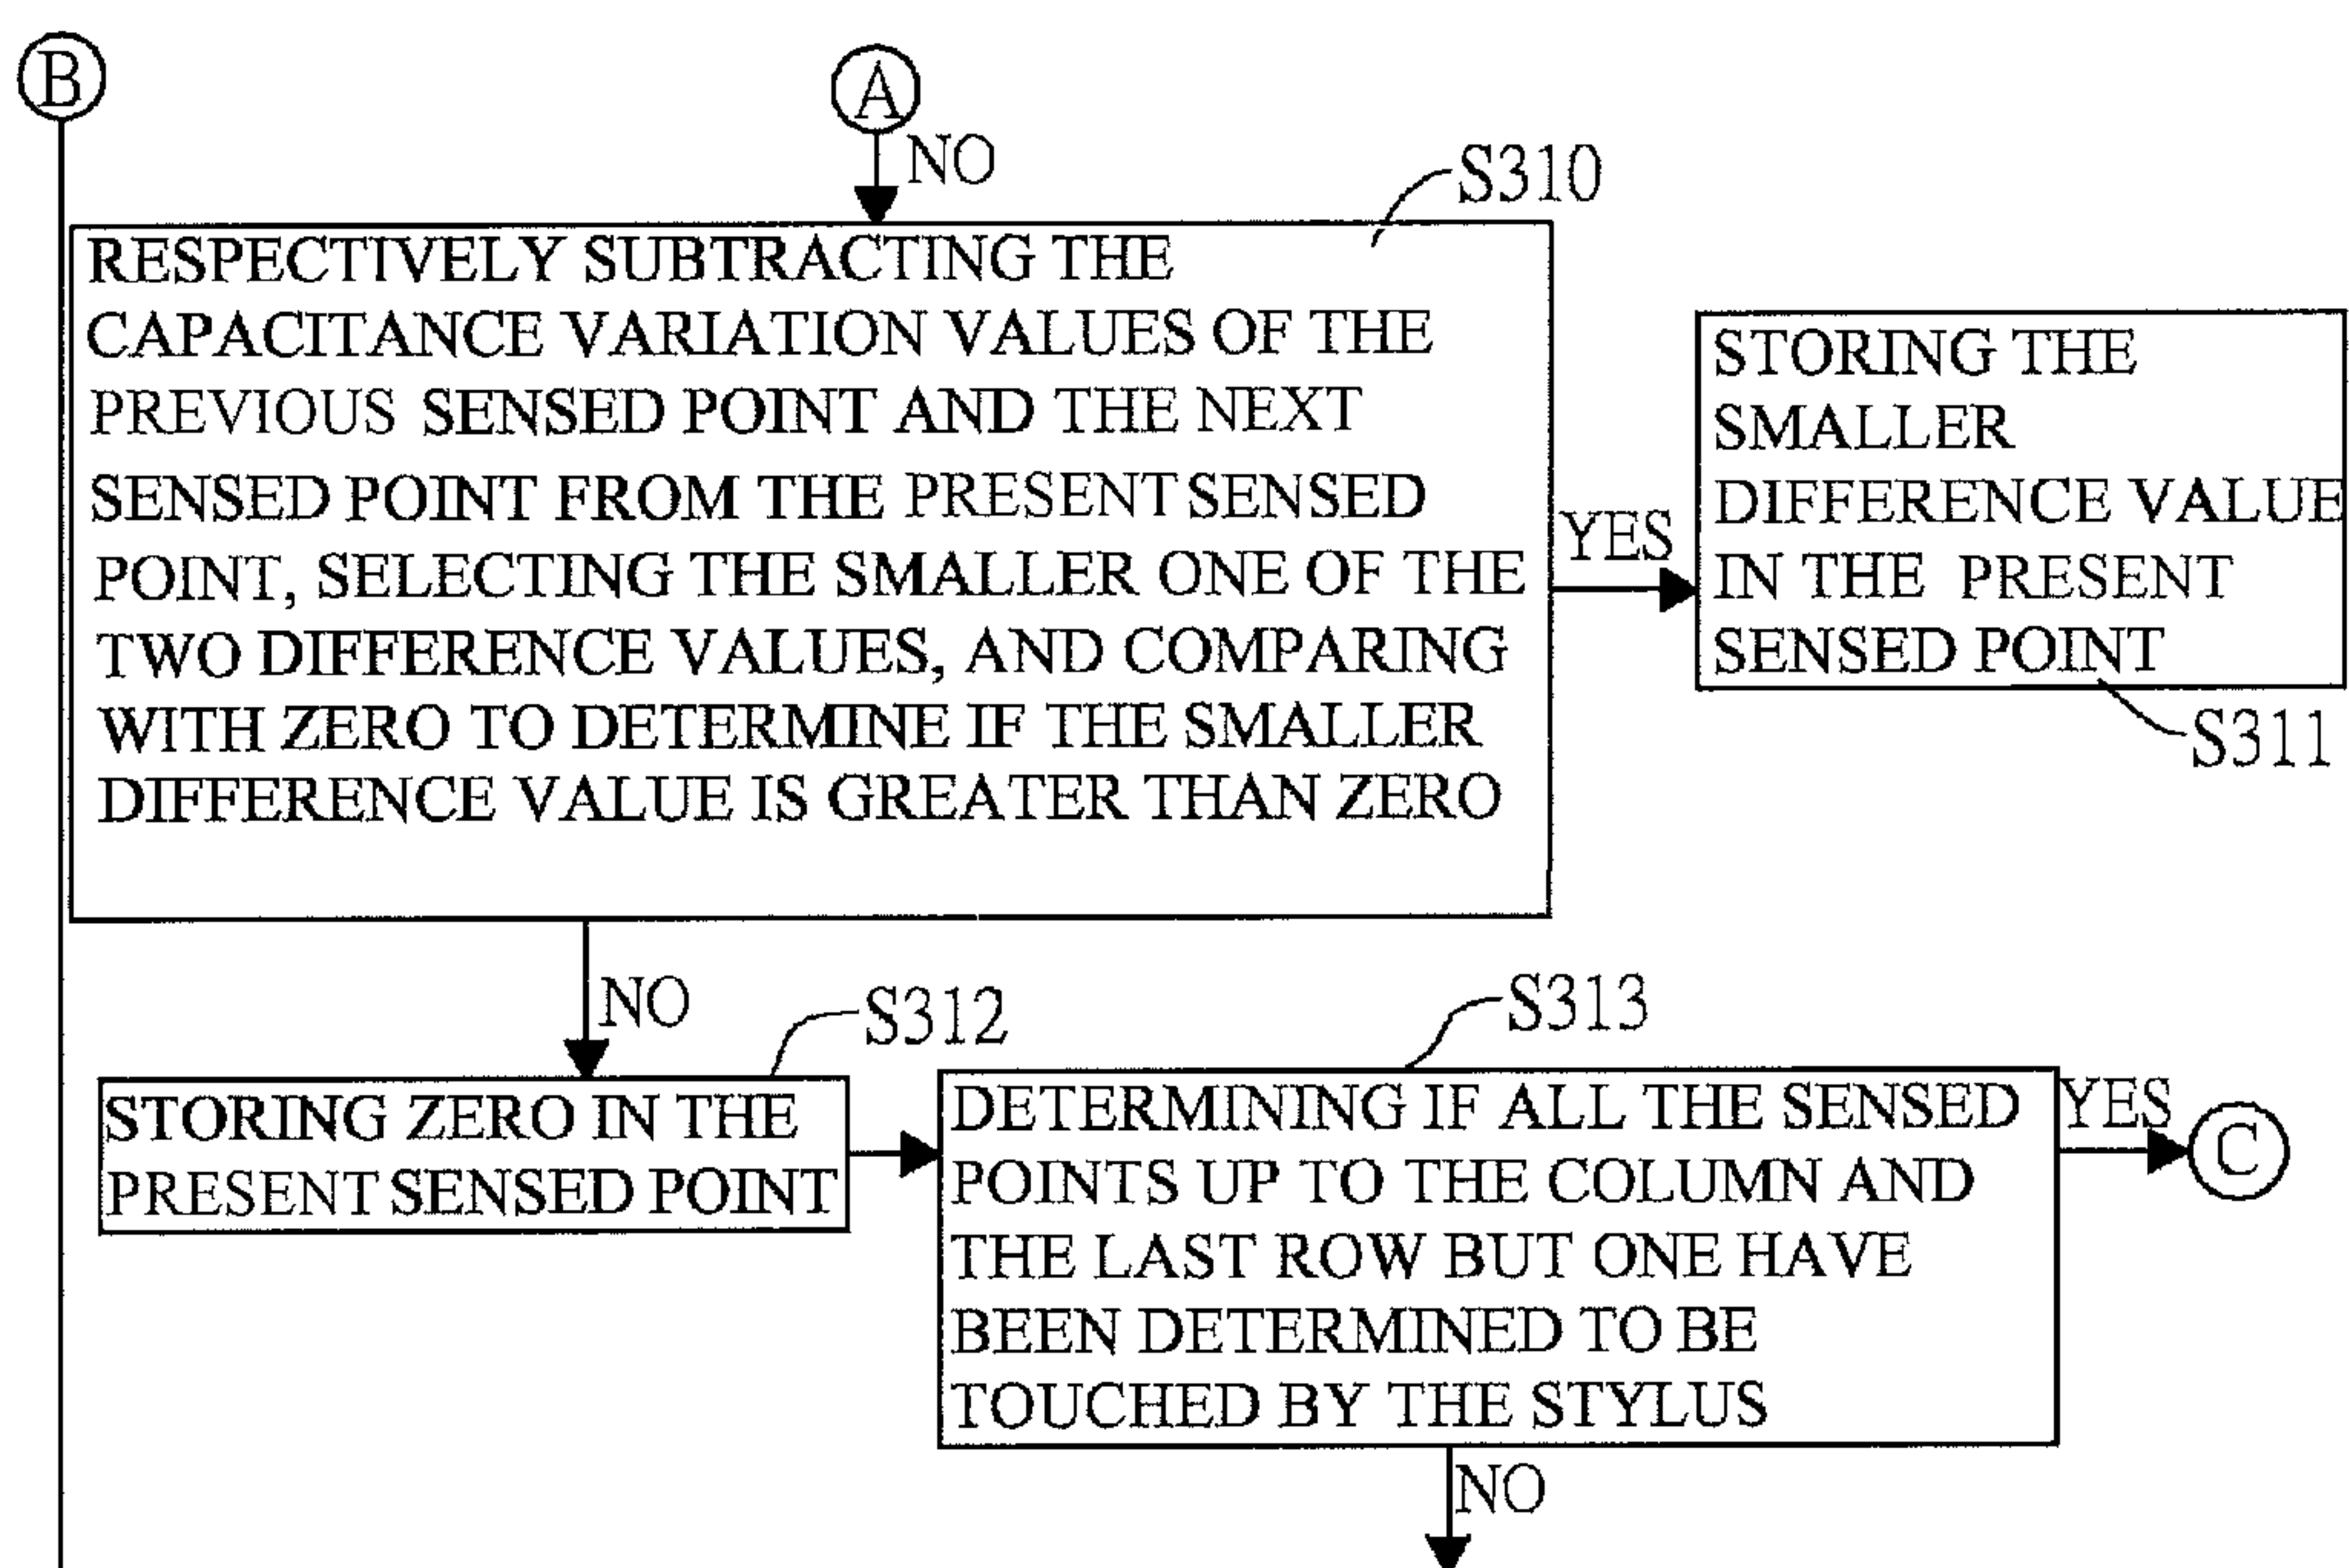 B
A
NO
S310
RESPECTIVELY SUBTRACTING THE
CAPACITANCE VARIATION VALUES OF THE
PREVIOUS SENSED POINT AND THE NEXT
SENSED POINT FROM THE PRESENT SENSED
POINT, SELECTING THE SMALLER ONE OF THE
TWO DIFFERENCE VALUES, AND COMPARING
WITH ZERO TO DETERMINE IF THE SMALLER
DIFFERENCE VALUE IS GREATER THAN ZERO
YES
STORING THE
SMALLER
DIFFERENCE VALUE
IN THE PRESENT
SENSED POINT
S311
NO
S312
STORING ZERO IN THE
PRESENT SENSED POINT
S313
DETERMINING IF ALL THE SENSED
POINTS UP TO THE COLUMN AND
THE LAST ROW BUT ONE HAVE
BEEN DETERMINED TO BE
TOUCHED BY THE STYLUS
YES
C
NO